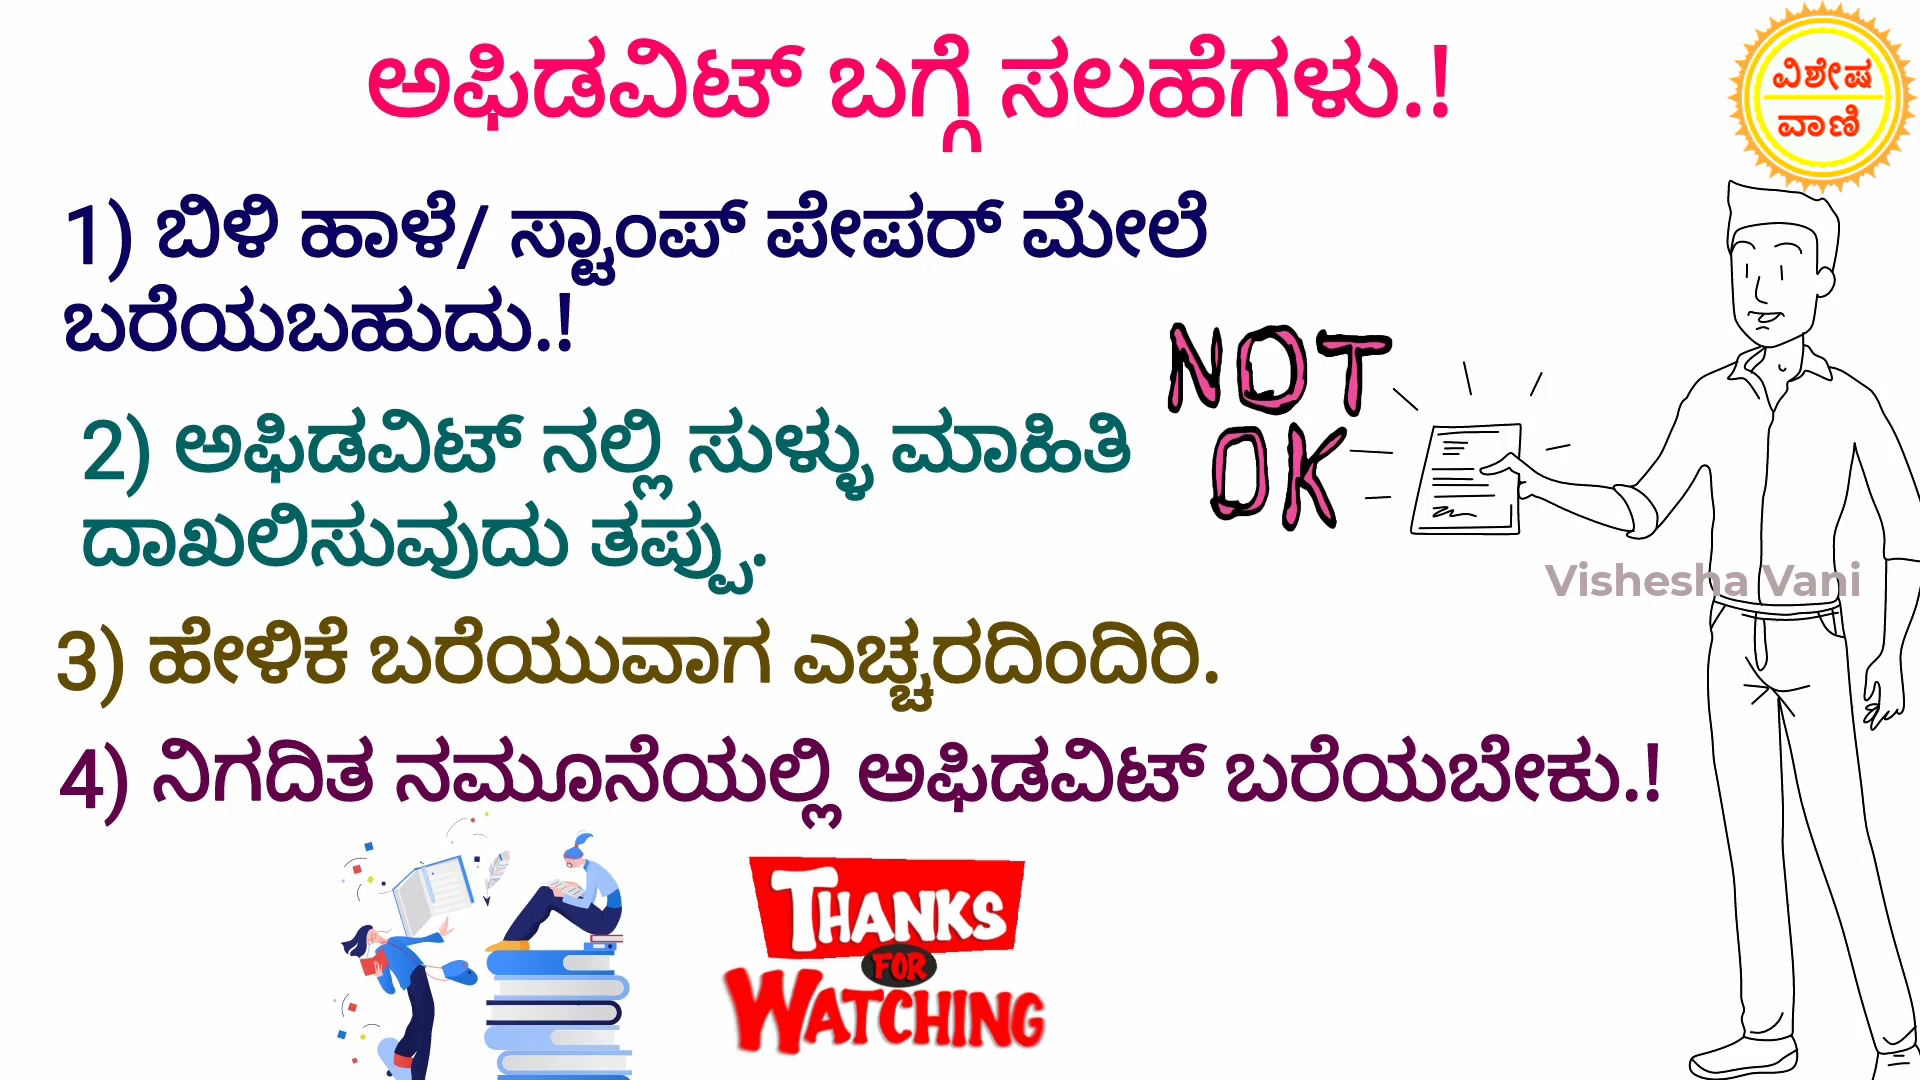 ಅಫಿಡವಿಟ್ ಬಗ್ಗೆ ಸಲಹೆಗಳು.!
ವಿಶೇಷ
ವಾಣಿ
1) ಬಿಳಿ ಹಾಳೆ/ ಸ್ಟಾಂಪ್ ಪೇಪರ್ ಮೇಲೆ
ಬರೆಯಬಹುದು.!
NOT
OK
2) ಅಫಿಡವಿಟ್ ನಲ್ಲಿ ಸುಳ್ಳು ಮಾಹಿತಿ
ದಾಖಲಿಸುವುದು ತಪ್ಪು.
Vishesha Vani
3) ಹೇಳಿಕೆ ಬರೆಯುವಾಗ ಎಚ್ಚರದಿಂದಿರಿ.
4) ನಿಗದಿತ ನಮೂನೆಯಲ್ಲಿ ಅಫಿಡವಿಟ್ ಬರೆಯಬೇಕು.!
THANKS
FOR
WATCHING